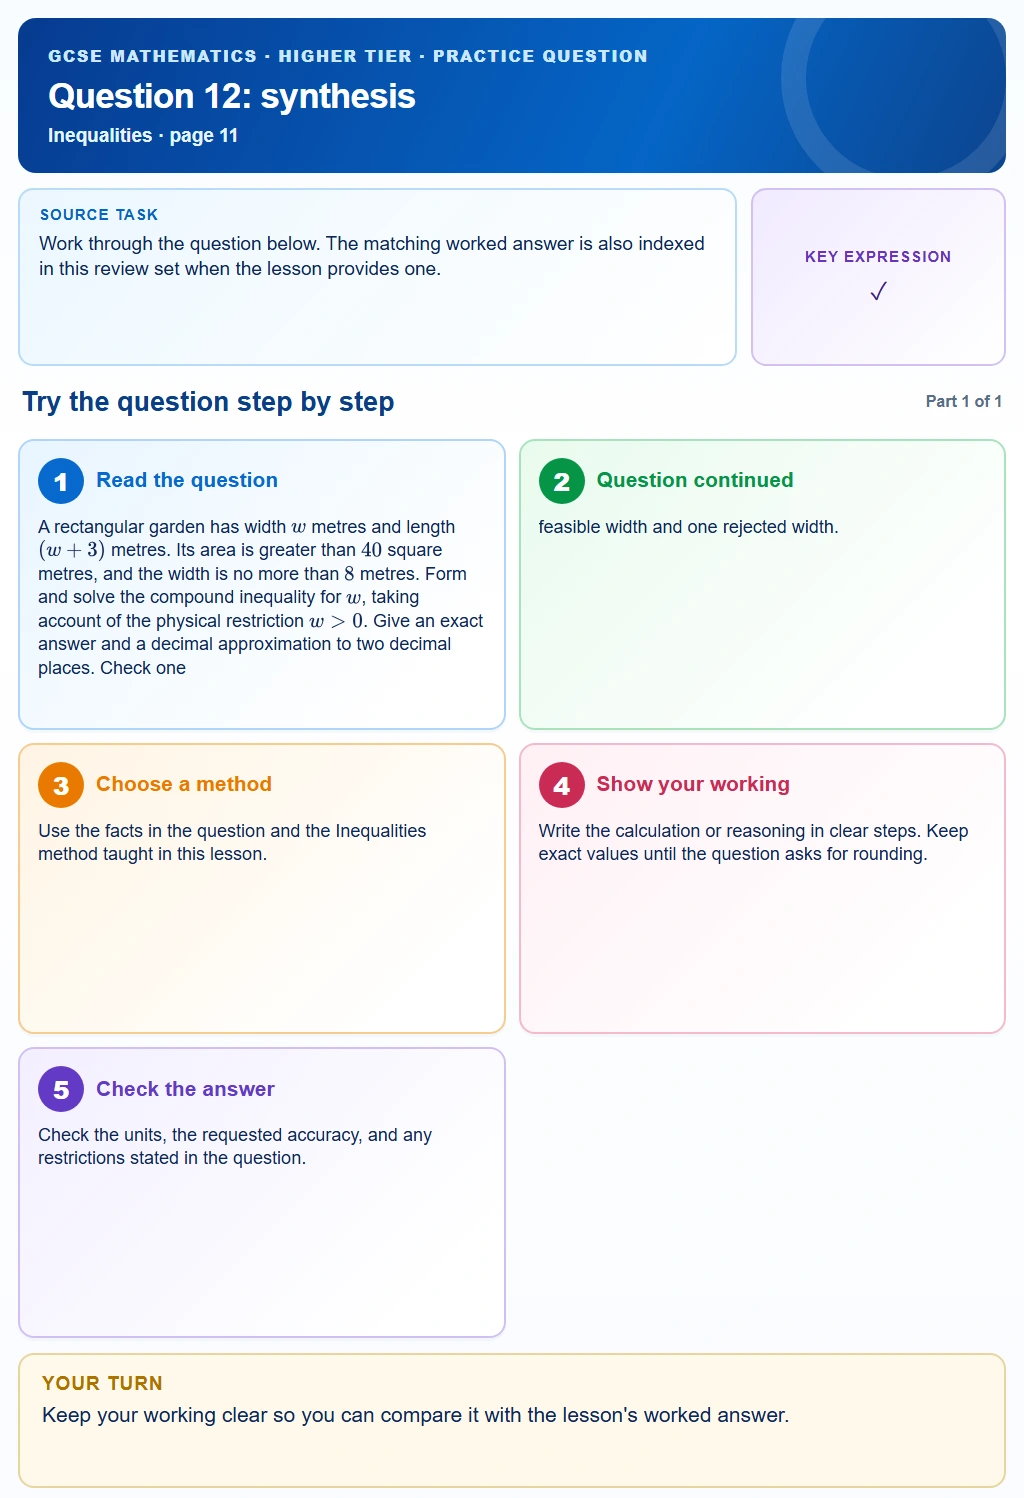 GCSE MATHEMATICS · HIGHER TIER · PRACTICE QUESTION
Question 12: synthesis
Inequalities · page 11
SOURCE TASK
Work through the question below. The matching worked answer is also indexed
in this review set when the lesson provides one.
KEY EXPRESSION
✓
Try the question step by step
Part 1 of 1
1 Read the question
A rectangular garden has width w metres and length
(w + 3) metres. Its area is greater than 40 square
metres, and the width is no more than 8 metres. Form
and solve the compound inequality for w, taking
account of the physical restriction w > 0. Give an exact
answer and a decimal approximation to two decimal
places. Check one
2 Question continued
feasible width and one rejected width.
3 Choose a method
Use the facts in the question and the Inequalities
method taught in this lesson.
4 Show your working
Write the calculation or reasoning in clear steps. Keep
exact values until the question asks for rounding.
5 Check the answer
Check the units, the requested accuracy, and any
restrictions stated in the question.
YOUR TURN
Keep your working clear so you can compare it with the lesson's worked answer.